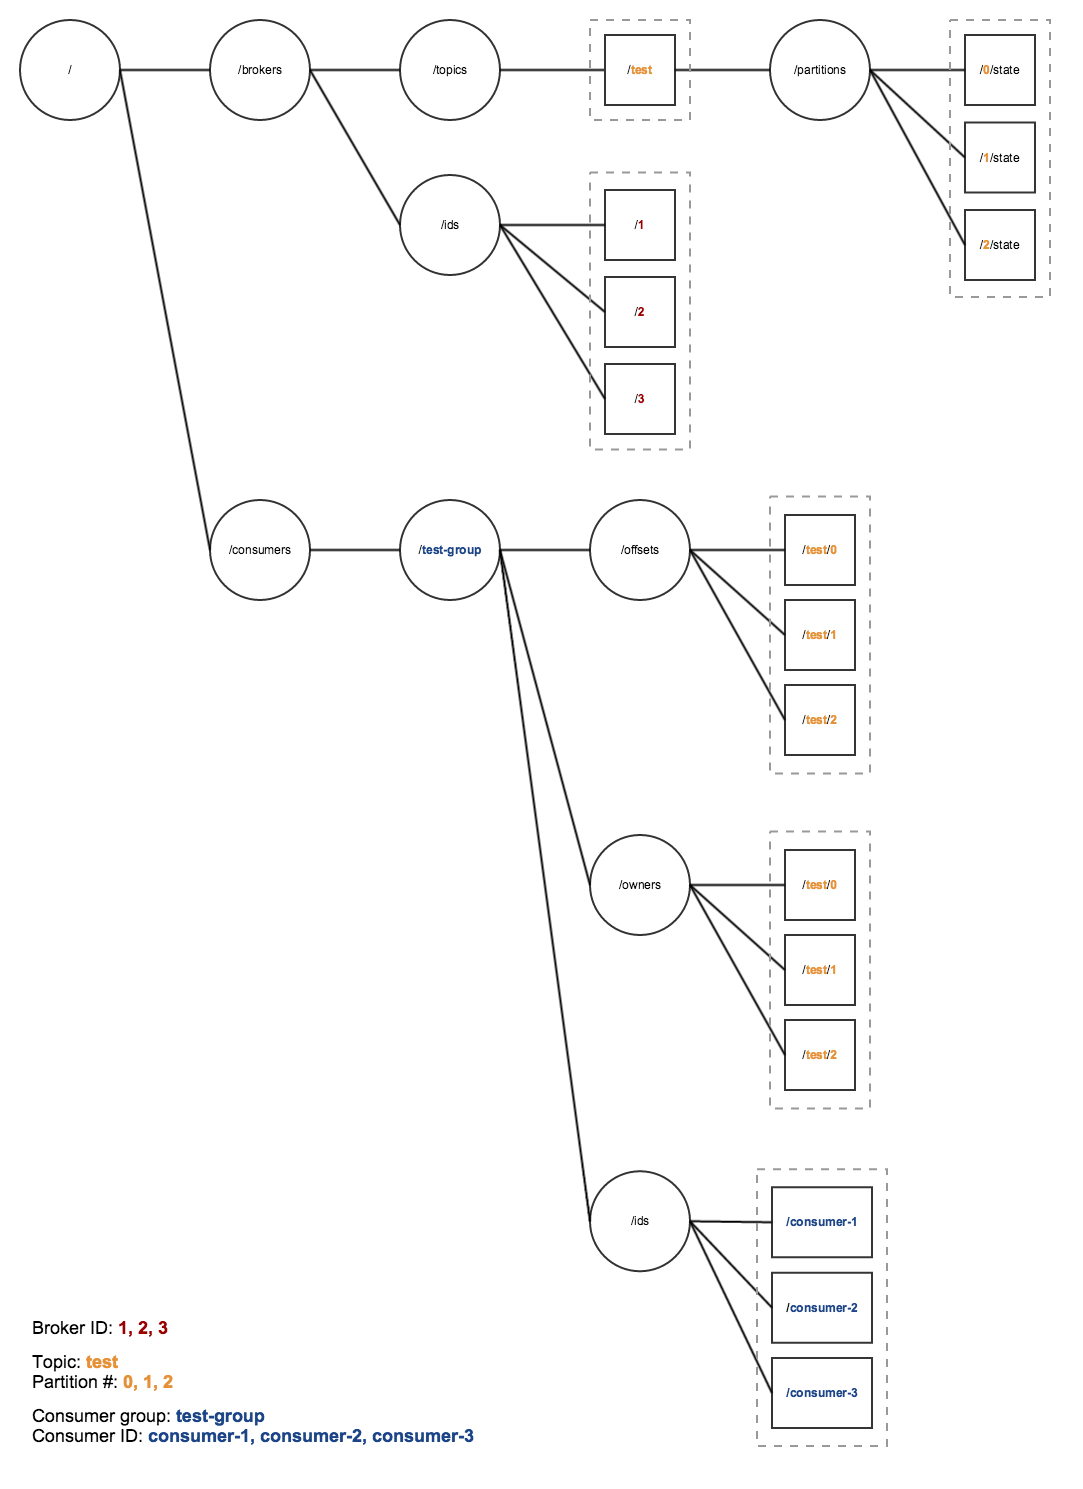 /
/brokers
/topics
/test
/partitions
/0/state
/1/state
/2/state
/ids
/1
/2
/3
/consumers
/test-group
/offsets
/test/0
/test/1
/test/2
/owners
/test/0
/test/1
/test/2
/ids
/consumer-1
/consumer-2
/consumer-3
Broker ID: 1, 2, 3
Topic: test
Partition #: 0, 1, 2
Consumer group: test-group
Consumer ID: consumer-1, consumer-2, consumer-3